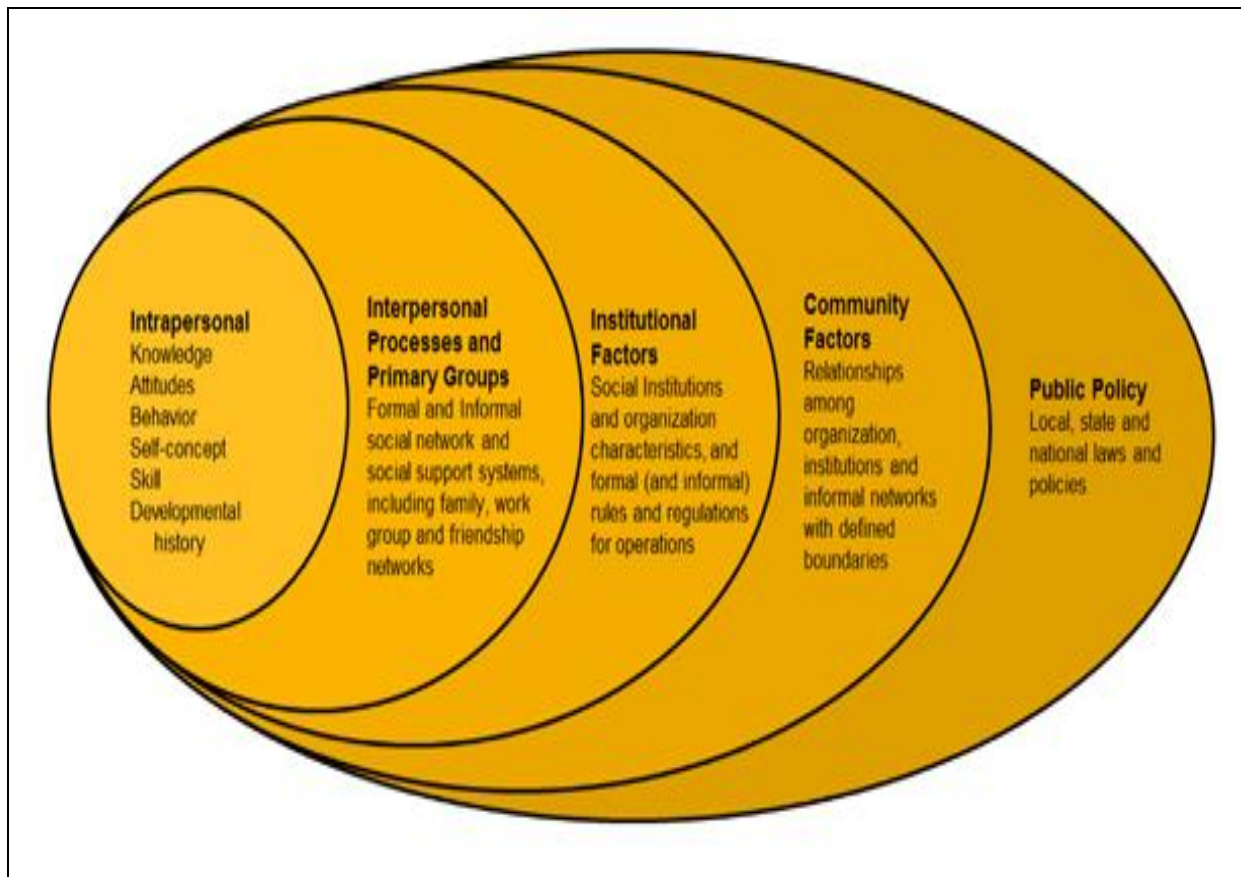 Intrapersonal
Knowledge
Attitudes
Behavior
Self-concept
Skill
Developmental
history
Interpersonal
Processes and
Primary Groups
Formal and Informal
social network and
social support systems,
including family, work
group and friendship
networks
Institutional
Factors
Social Institutions
and organization
characteristics, and
formal (and informal)
rules and regulations
for operations
Community
Factors
Relationships
among
organization,
institutions and
informal networks
with defined
boundaries
Public Policy
Local, state and
national laws and
policies